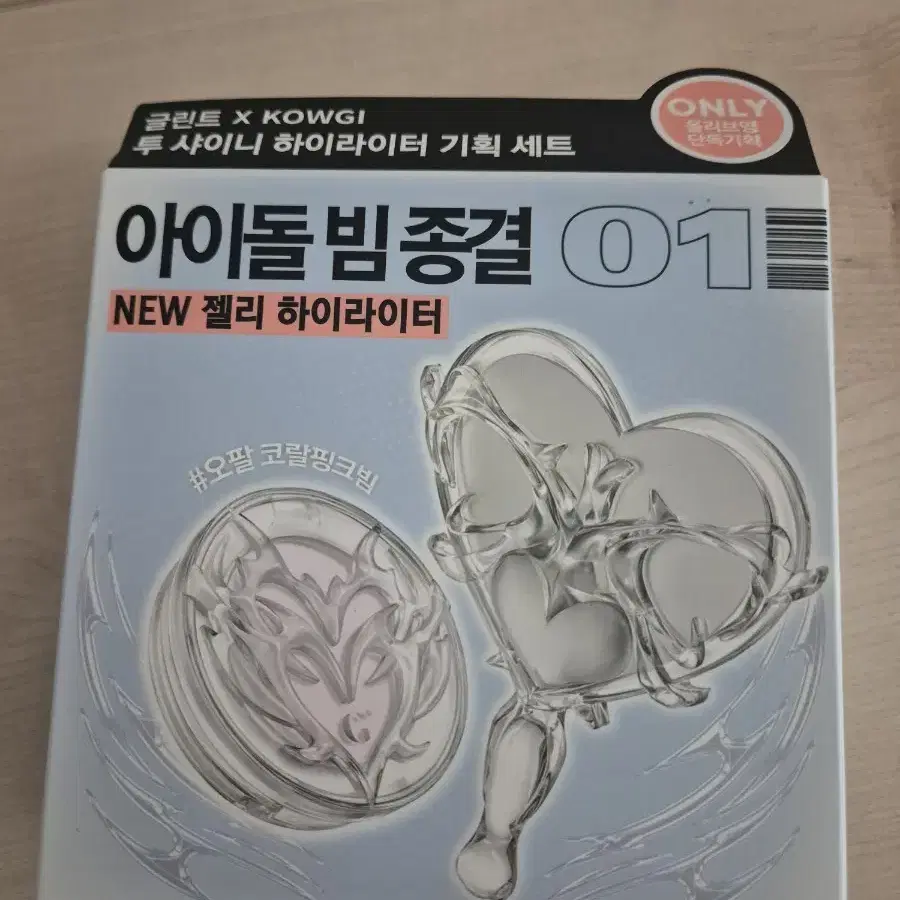 글린트 X KOWGI
투 샤이니 하이라이터 기획 세트
ONLY
올리브영
단독기획
아이돌 빔 종결 01
NEW 젤리 하이라이터
#오팔 코랄핑크빔